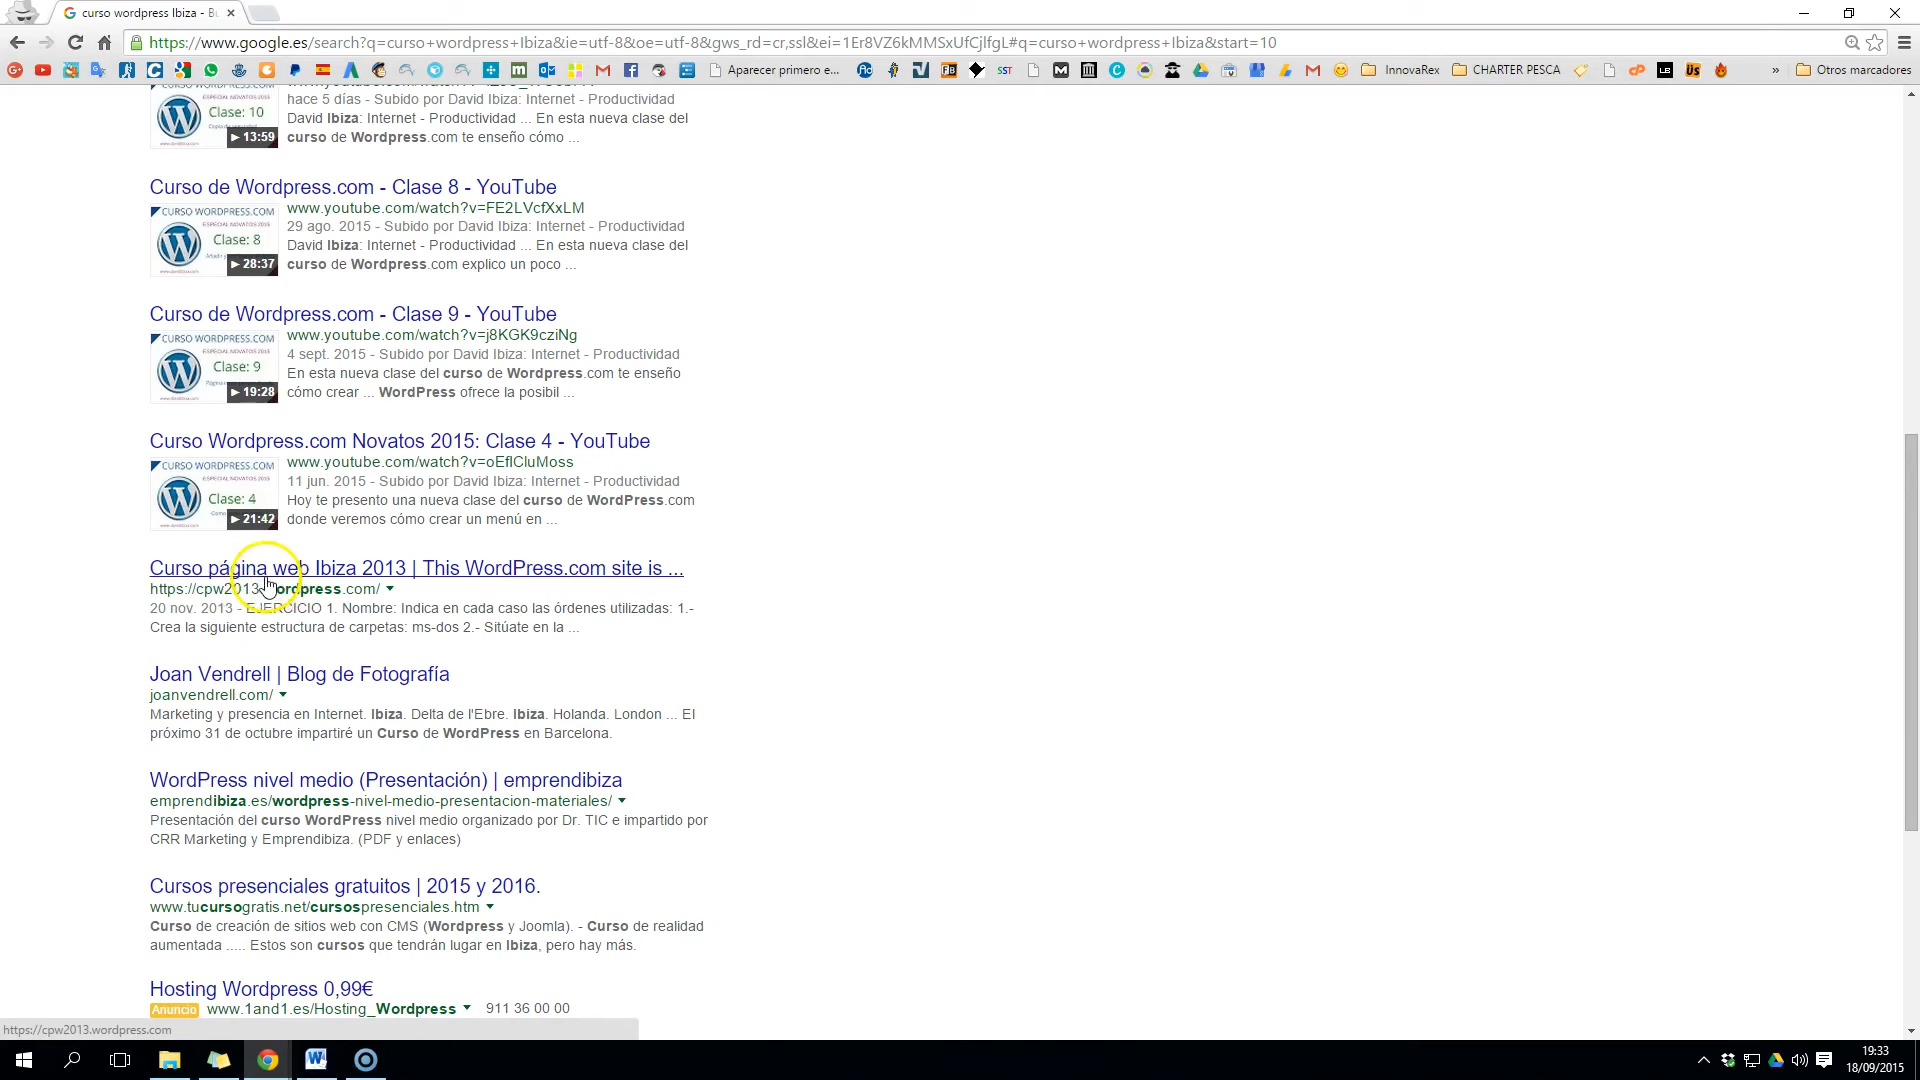 curso wordpress Ibiza - Bu
https://www.google.es/search?q=curso+wordpress+Ibiza&ie=utf-8&oe=utf-8&gws_rd=cr,ssl&ei=1Er8VZ6kMMSxUfCjlfgL#q=curso+wordpress+Ibiza&start=10
Aparecer primero e...
InnovaRex
CHARTER PESCA
Otros marcadores
Clase: 10
13:59
hace 5 días - Subido por David Ibiza: Internet - Productividad
David Ibiza: Internet - Productividad ... En esta nueva clase del
curso de Wordpress.com te enseño cómo ...
Curso de Wordpress.com - Clase 8 - YouTube
www.youtube.com/watch?v=FE2LVcfXxLM
CURSO WORDPRESS.COM
ESPECIAL NOVATOS 2015
Clase: 8
28:37
29 ago. 2015 - Subido por David Ibiza: Internet - Productividad
David Ibiza: Internet - Productividad ... En esta nueva clase del
curso de Wordpress.com explico un poco ...
Curso de Wordpress.com - Clase 9 - YouTube
www.youtube.com/watch?v=j8KGK9cziNg
CURSO WORDPRESS.COM
ESPECIAL NOVATOS 2015
Clase: 9
19:28
4 sept. 2015 - Subido por David Ibiza: Internet - Productividad
En esta nueva clase del curso de Wordpress.com te enseño
cómo crear ... WordPress ofrece la posibil ...
Curso Wordpress.com Novatos 2015: Clase 4 - YouTube
www.youtube.com/watch?v=oEflCluMoss
CURSO WORDPRESS.COM
ESPECIAL NOVATOS 2015
Clase: 4
21:42
11 jun. 2015 - Subido por David Ibiza: Internet - Productividad
Hoy te presento una nueva clase del curso de WordPress.com
donde veremos cómo crear un menú en ...
Curso página web Ibiza 2013 | This WordPress.com site is ...
https://cpw2013.wordpress.com/
20 nov. 2013 - EJERCICIO 1. Nombre: Indica en cada caso las órdenes utilizadas: 1.-
Crea la siguiente estructura de carpetas: ms-dos 2.- Sitúate en la ...
Joan Vendrell | Blog de Fotografía
joanvendrell.com/
Marketing y presencia en Internet. Ibiza. Delta de l'Ebre. Ibiza. Holanda. London ... El
próximo 31 de octubre impartiré un Curso de WordPress en Barcelona.
WordPress nivel medio (Presentación) | emprendibiza
emprendibiza.es/wordpress-nivel-medio-presentacion-materiales/
Presentación del curso WordPress nivel medio organizado por Dr. TIC e impartido por
CRR Marketing y Emprendibiza. (PDF y enlaces)
Cursos presenciales gratuitos | 2015 y 2016.
www.tucursogratis.net/cursospresenciales.htm
Curso de creación de sitios web con CMS (Wordpress y Joomla). - Curso de realidad
aumentada ..... Estos son cursos que tendrán lugar en Ibiza, pero hay más.
Hosting Wordpress 0,99€
Anuncio www.1and1.es/Hosting_Wordpress 911 36 00 00
https://cpw2013.wordpress.com
19:33
18/09/2015